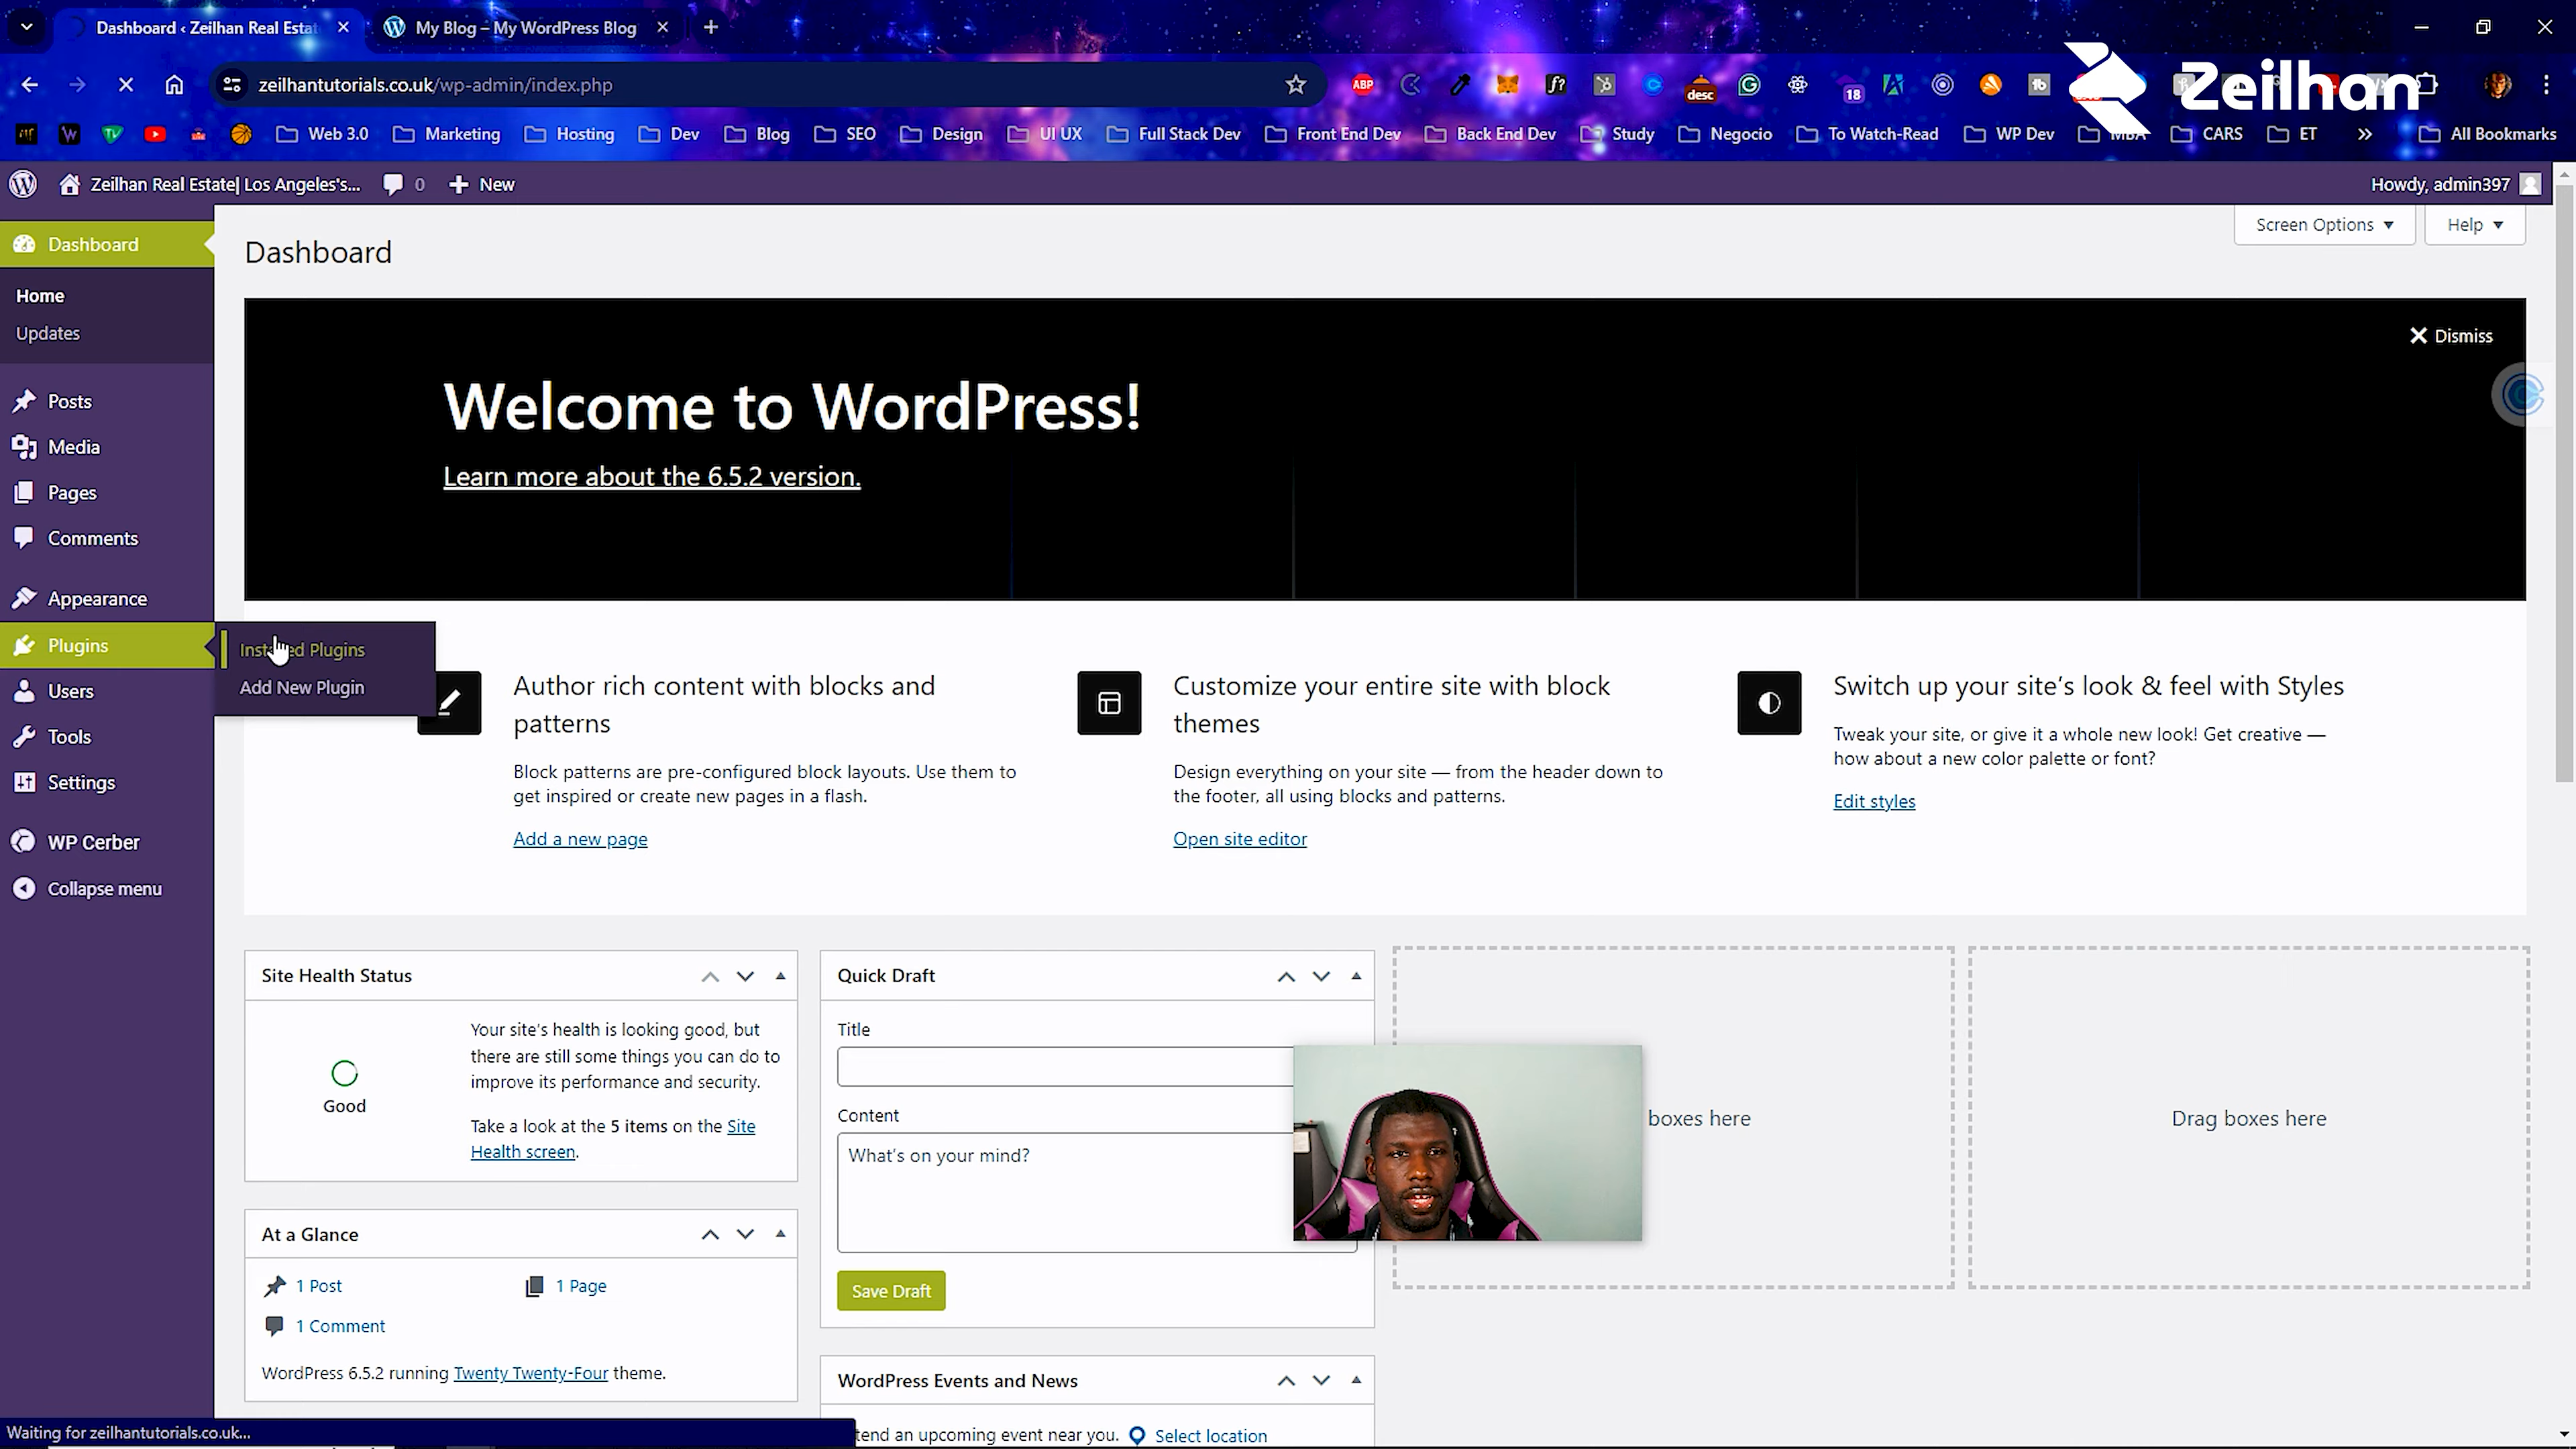 Dashboard ‹ Zeilhan Real Estat
My Blog – My WordPress Blog
zeilhantutorials.co.uk/wp-admin/index.php
ABP
desc
18
Zeilhan
Web 3.0
Marketing
Hosting
Dev
Blog
SEO
Design
UI UX
Full Stack Dev
Front End Dev
Back End Dev
Study
Negocio
To Watch-Read
WP Dev
MBA
CARS
ET
All Bookmarks
Zeilhan Real Estate| Los Angeles's...
0
New
Howdy, admin397
Screen Options
Help
Dashboard
Home
Updates
Posts
Media
Pages
Comments
Appearance
Plugins
Installed Plugins
Add New Plugin
Users
Tools
Settings
WP Cerber
Collapse menu
Dashboard
Dismiss
Welcome to WordPress!
Learn more about the 6.5.2 version.
Author rich content with blocks and
patterns
Block patterns are pre-configured block layouts. Use them to
get inspired or create new pages in a flash.
Add a new page
Customize your entire site with block
themes
Design everything on your site — from the header down to
the footer, all using blocks and patterns.
Open site editor
Switch up your site's look & feel with Styles
Tweak your site, or give it a whole new look! Get creative —
how about a new color palette or font?
Edit styles
Site Health Status
Good
Your site's health is looking good, but
there are still some things you can do to
improve its performance and security.
Take a look at the 5 items on the Site
Health screen.
At a Glance
1 Post
1 Page
1 Comment
WordPress 6.5.2 running Twenty Twenty-Four theme.
Quick Draft
Title
Content
What's on your mind?
Save Draft
WordPress Events and News
tend an upcoming event near you.
Select location
boxes here
Drag boxes here
Waiting for zeilhantutorials.co.uk...